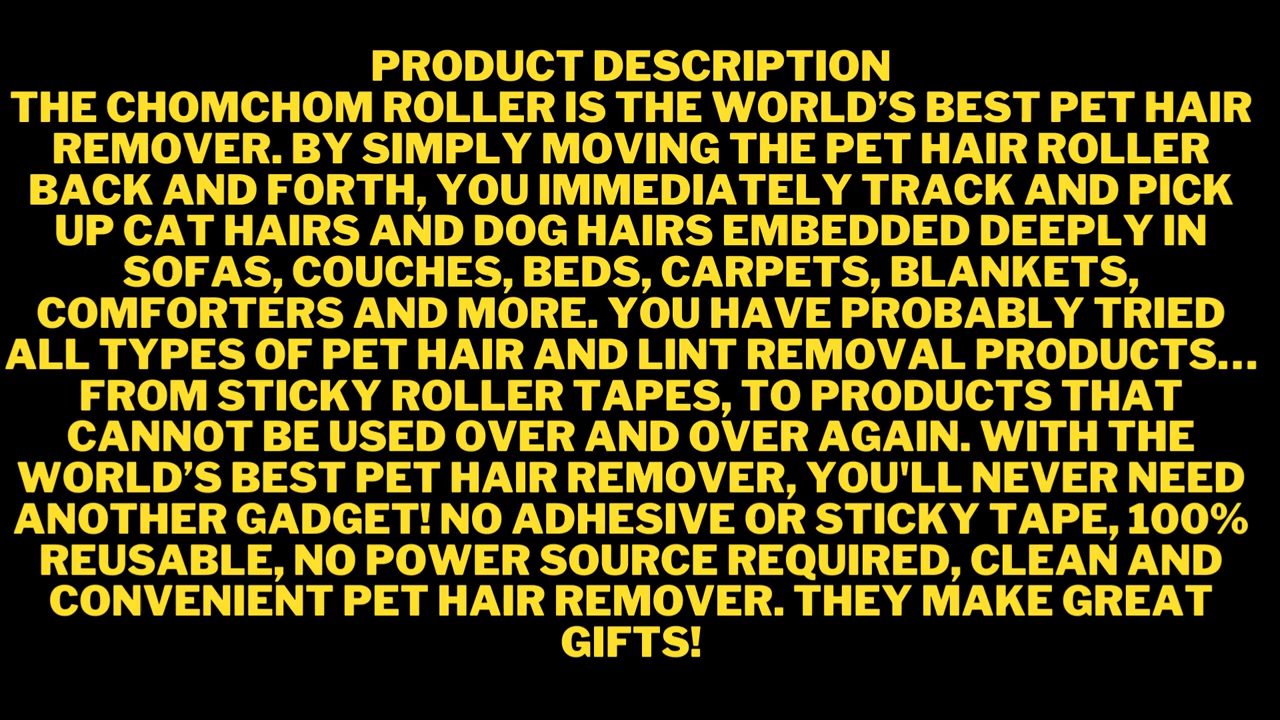 PRODUCT DESCRIPTION
THE CHOMCHOM ROLLER IS THE WORLD’S BEST PET HAIR
REMOVER. BY SIMPLY MOVING THE PET HAIR ROLLER
BACK AND FORTH, YOU IMMEDIATELY TRACK AND PICK
UP CAT HAIRS AND DOG HAIRS EMBEDDED DEEPLY IN
SOFAS, COUCHES, BEDS, CARPETS, BLANKETS,
COMFORTERS AND MORE. YOU HAVE PROBABLY TRIED
ALL TYPES OF PET HAIR AND LINT REMOVAL PRODUCTS...
FROM STICKY ROLLER TAPES, TO PRODUCTS THAT
CANNOT BE USED OVER AND OVER AGAIN. WITH THE
WORLD’S BEST PET HAIR REMOVER, YOU'LL NEVER NEED
ANOTHER GADGET! NO ADHESIVE OR STICKY TAPE, 100%
REUSABLE, NO POWER SOURCE REQUIRED, CLEAN AND
CONVENIENT PET HAIR REMOVER. THEY MAKE GREAT
GIFTS!